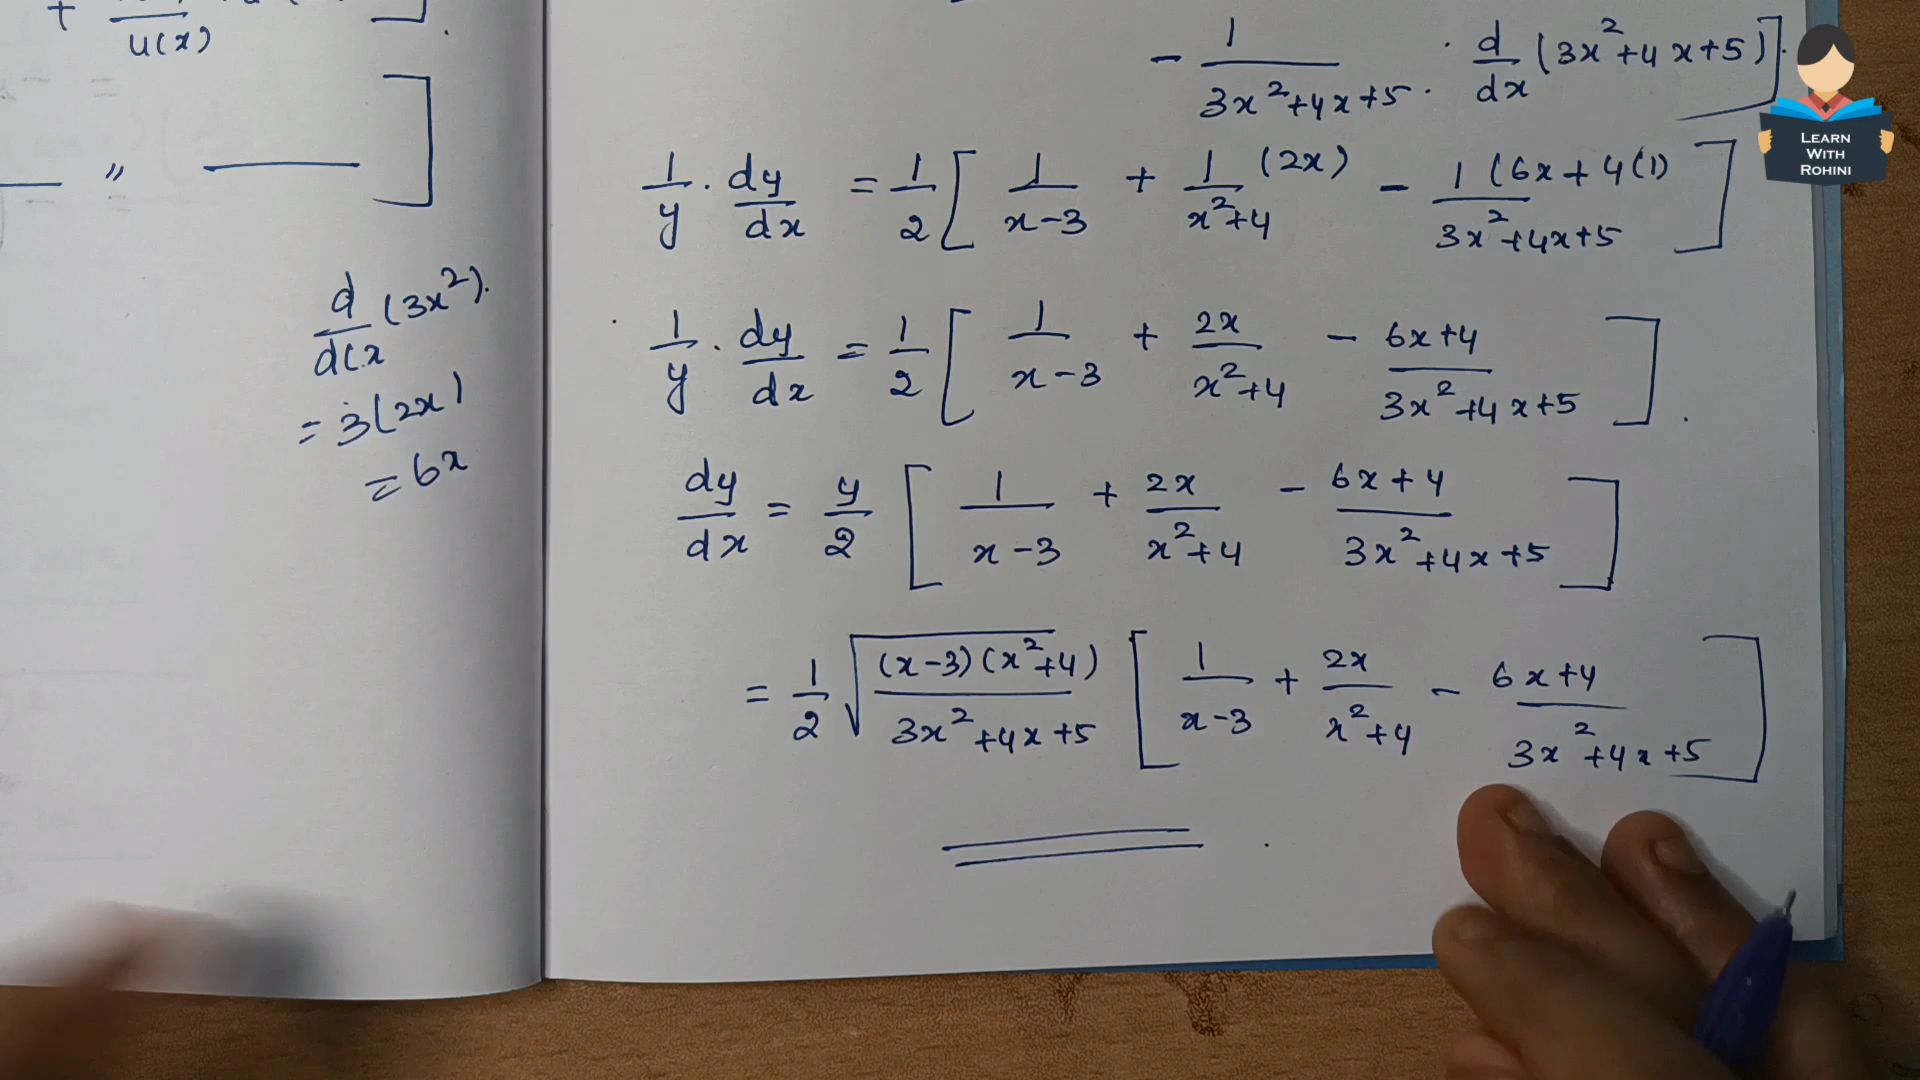 + ──/u(x) ]
〃 ]
d/dx (3x²).
= 3(2x)
= 6x
- 1/(3x²+4x+5) · d/dx (3x²+4x+5)].
1/y · dy/dx = 1/2 [ 1/(x-3) + 1/(x²+4) (2x) - 1/(3x²+4x+5) (6x+4(1) ]
1/y · dy/dx = 1/2 [ 1/(x-3) + 2x/(x²+4) - (6x+4)/(3x²+4x+5) ].
dy/dx = y/2 [ 1/(x-3) + 2x/(x²+4) - (6x+4)/(3x²+4x+5) ]
= 1/2 √((x-3)(x²+4)/(3x²+4x+5)) [ 1/(x-3) + 2x/(x²+4) - (6x+4)/(3x²+4x+5) ]
LEARN
WITH
ROHINI